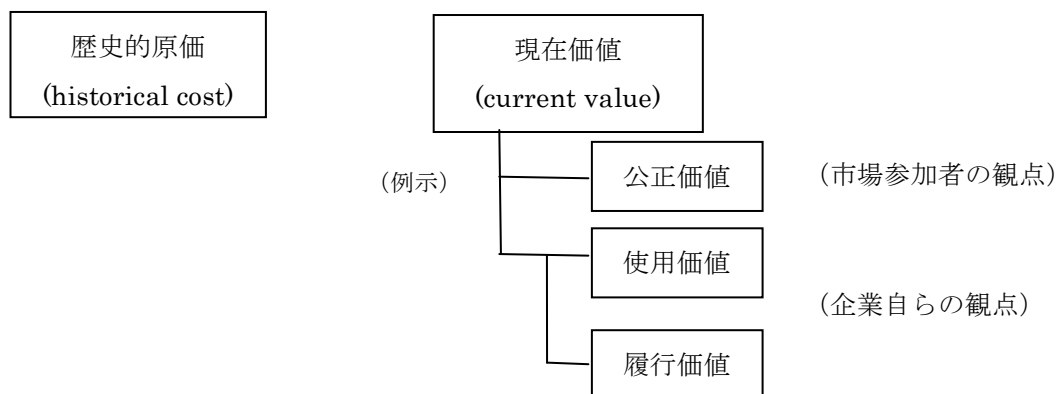 歴史的原価
(historical cost)
現在価値
(current value)
（例示）
公正価値
（市場参加者の観点）
使用価値
（企業自らの観点）
履行価値